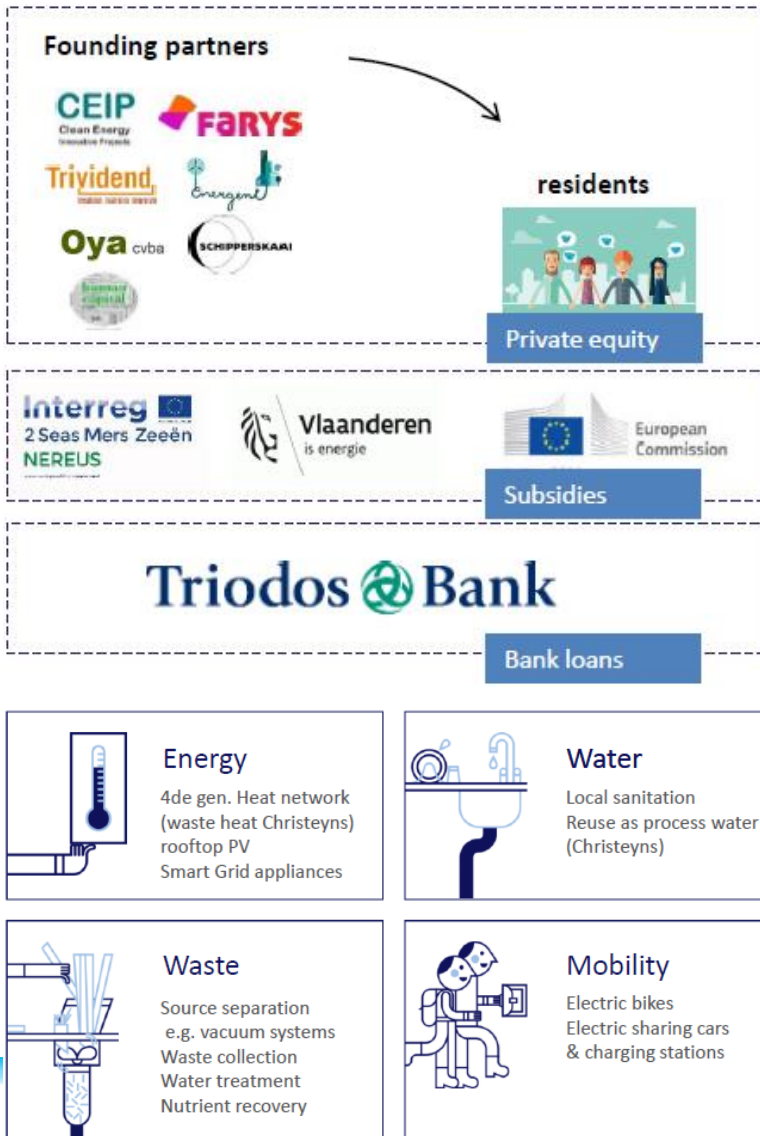 Founding partners
CEIP
Clean Energy
Innovative Projects
FARYS
Trividend
Energent
Oya cvba
SCHIPPERSKAAI
capital
residents
Private equity
Interreg
2 Seas Mers Zeeën
NEREUS
Vlaanderen
is energie
European
Commission
Subsidies
Triodos Bank
Bank loans
Energy
4de gen. Heat network
(waste heat Christeyns)
rooftop PV
Smart Grid appliances
Water
Local sanitation
Reuse as process water
(Christeyns)
Waste
Source separation
e.g. vacuum systems
Waste collection
Water treatment
Nutrient recovery
Mobility
Electric bikes
Electric sharing cars
& charging stations